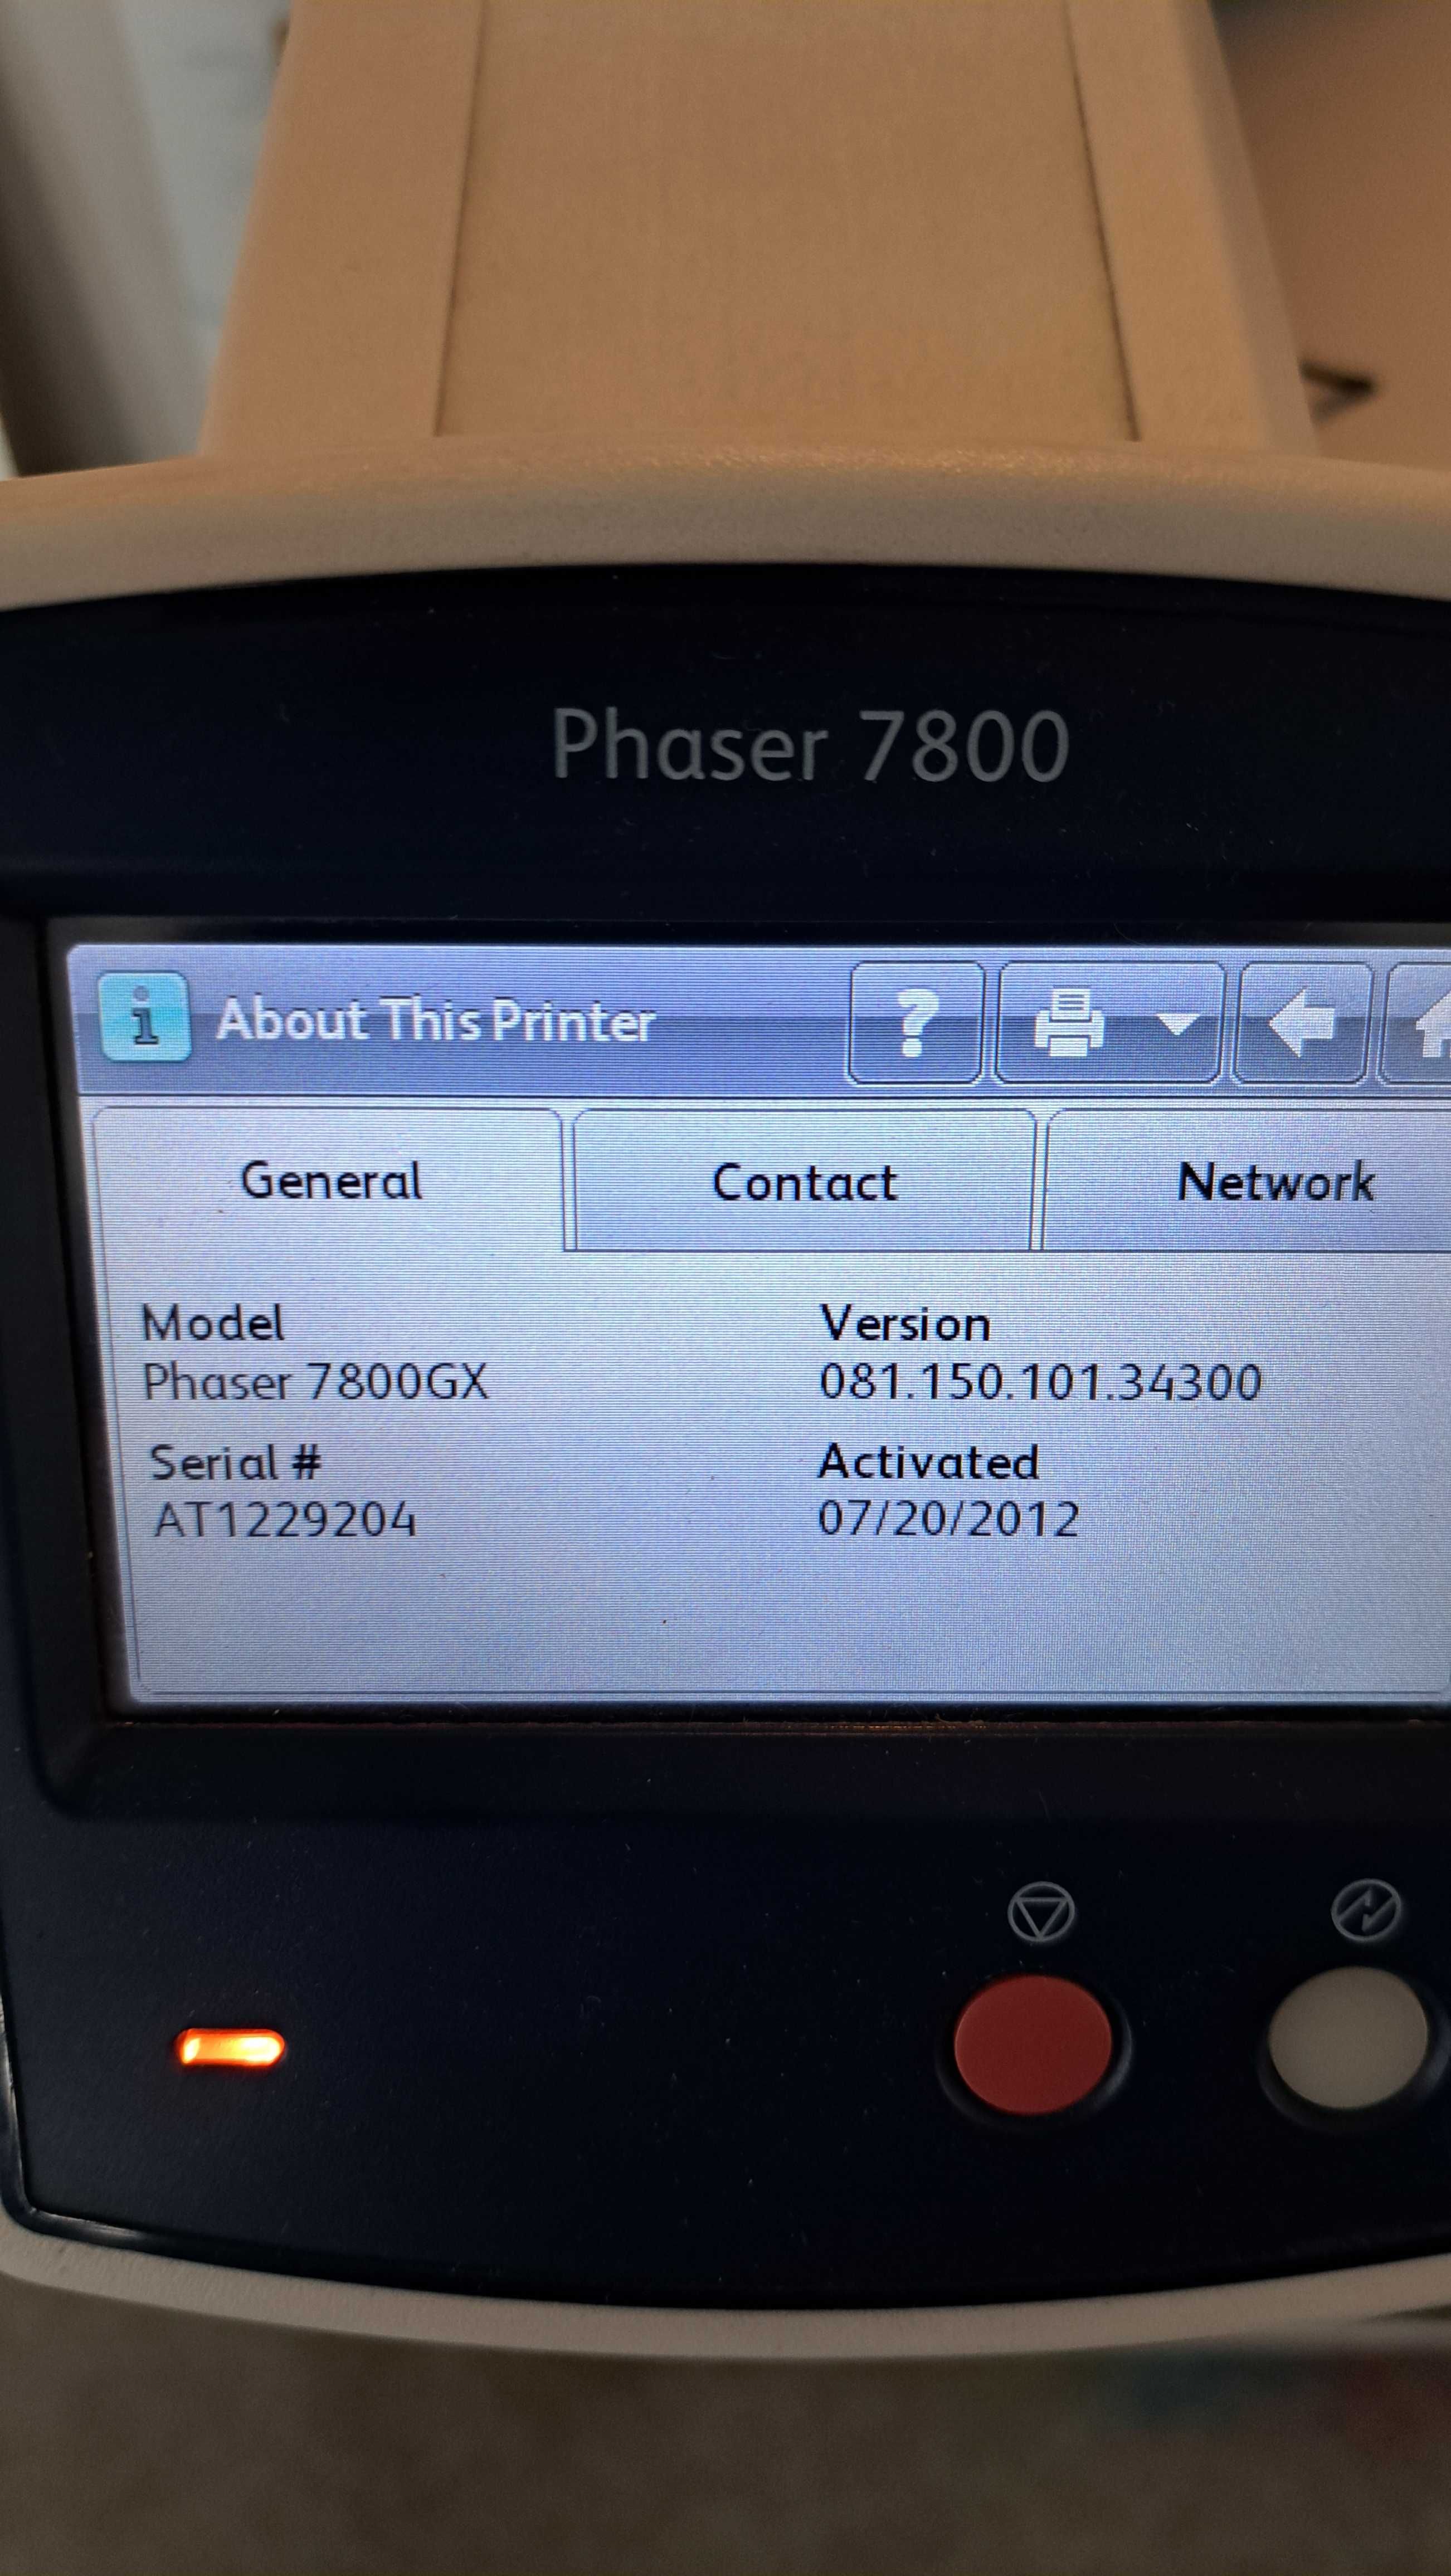 Phaser 7800
i About This Printer ?
General Contact Network
Model Version
Phaser 7800GX 081.150.101.34300
Serial # Activated
AT1229204 07/20/2012